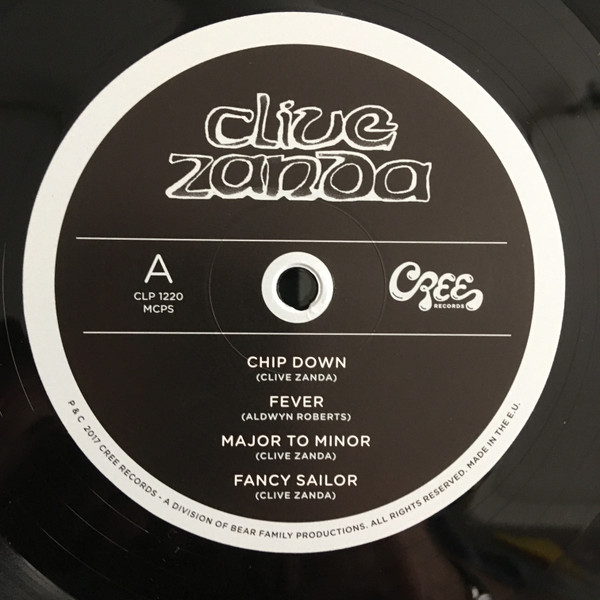 clive
zanda
A
CLP 1220
MCPS
CREE
RECORDS
CHIP DOWN
(CLIVE ZANDA)
FEVER
(ALDWYN ROBERTS)
MAJOR TO MINOR
(CLIVE ZANDA)
FANCY SAILOR
(CLIVE ZANDA)
P & C 2017 CREE RECORDS - A DIVISION OF BEAR FAMILY PRODUCTIONS. ALL RIGHTS RESERVED. MADE IN THE E.U.